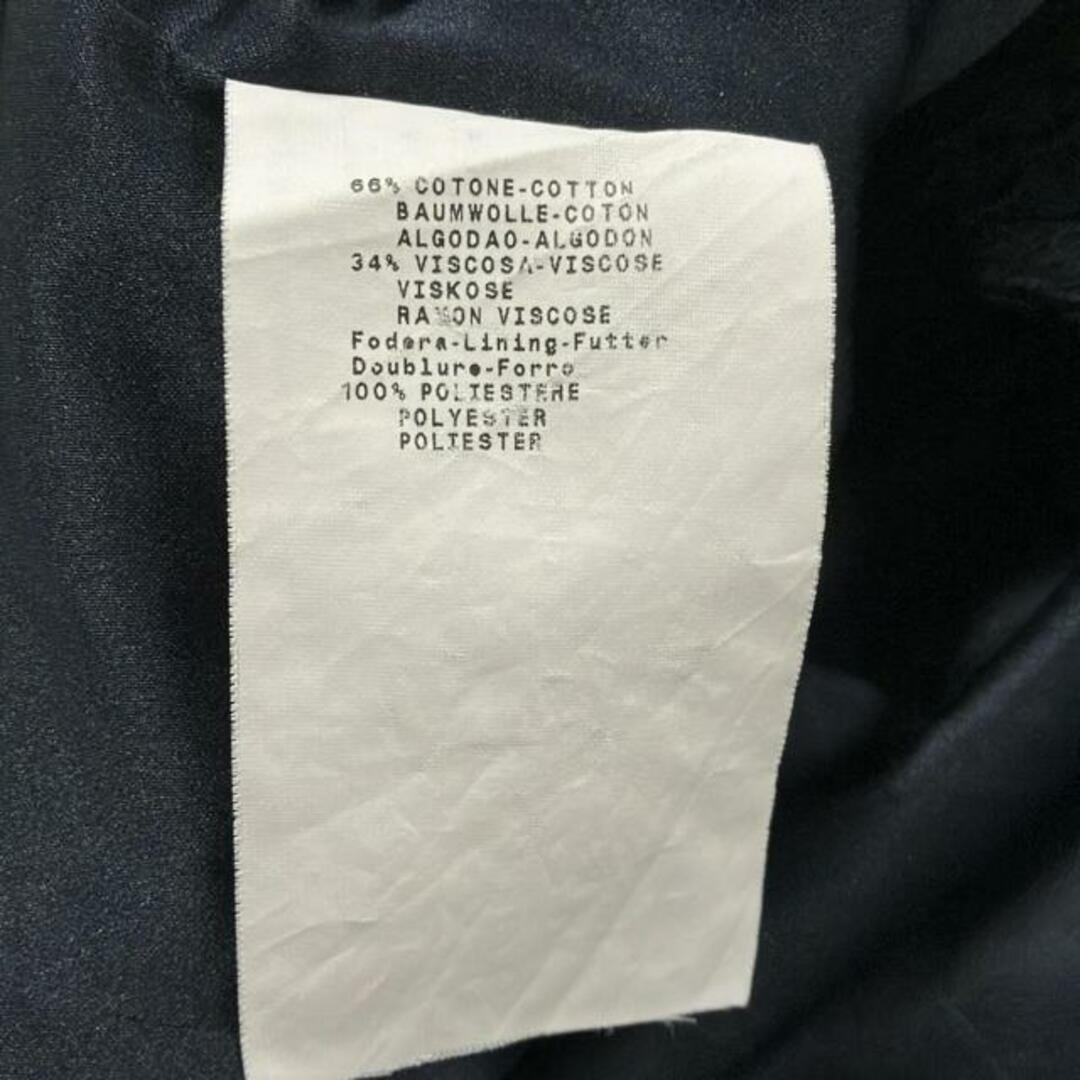 66% COTONE-COTTON
BAUMWOLLE-COTON
ALGODAO-ALGODON
34% VISCOSA-VISCOSE
VISKOSE
RAYON VISCOSE
Fodera-Lining-Futter
Doublure-Forro
100% POLIESTERE
POLYESTER
POLIESTER